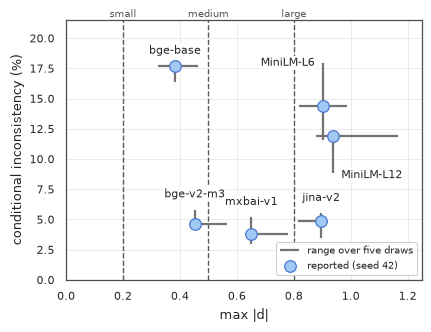 small medium large
20.0
17.5
15.0
12.5
10.0
7.5
5.0
2.5
0.0
conditional inconsistency (%)
bge-base
MiniLM-L6
MiniLM-L12
bge-v2-m3
mxbai-v1
jina-v2
range over five draws
reported (seed 42)
0.0 0.2 0.4 0.6 0.8 1.0 1.2
max |d|